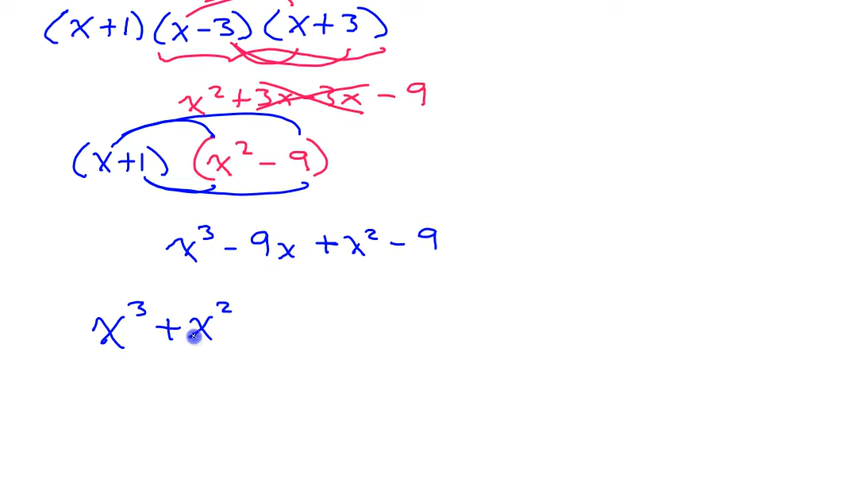 (x+1)(x-3)(x+3)
x² + 3x - 3x - 9
(x+1) (x² - 9)
x³ - 9x + x² - 9
x³ + x²